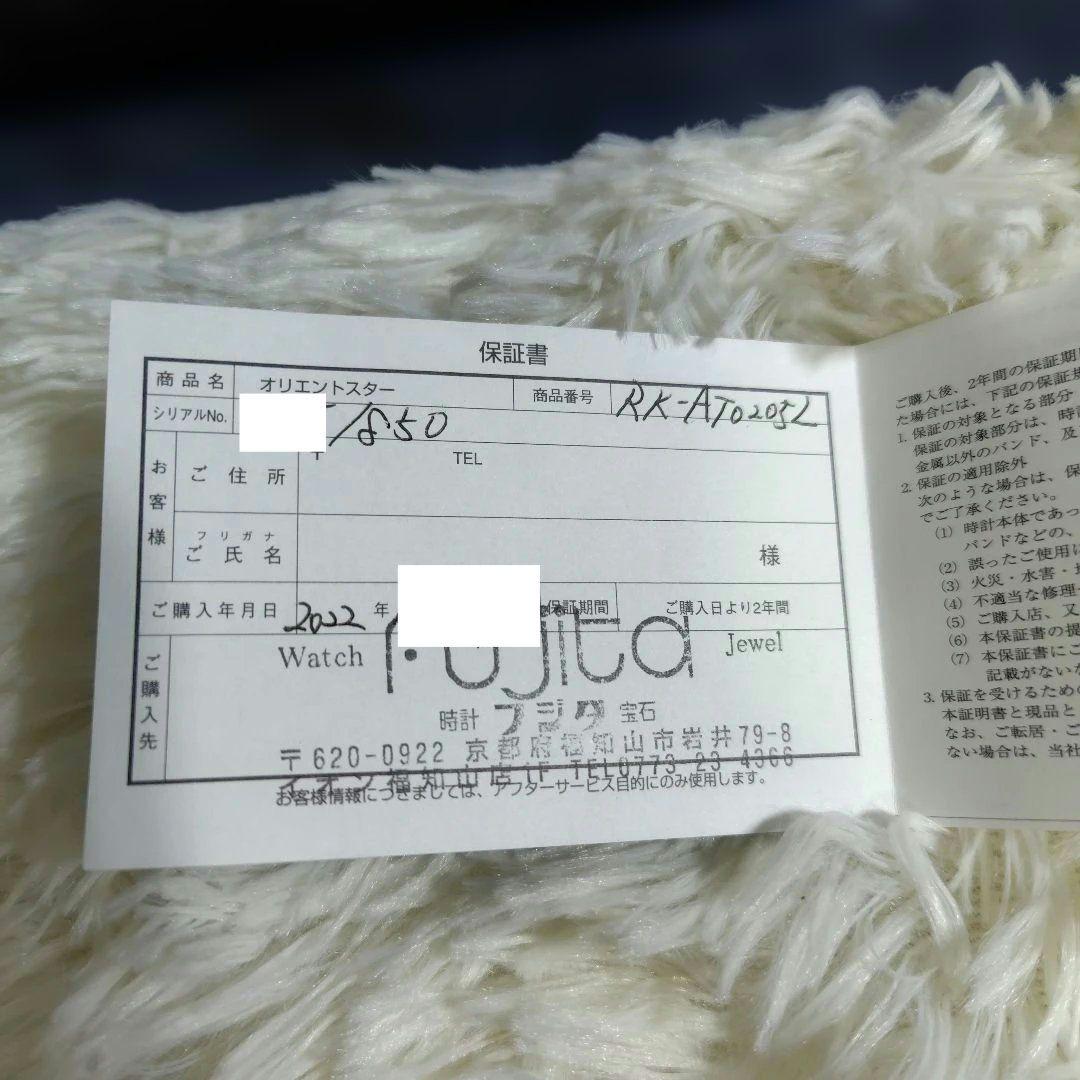 保証書
商品名 オリエントスター 商品番号 RK-AT0205L
シリアルNo. /850
お客様
ご住所 〒 TEL
フリガナ
ご氏名 様
ご購入年月日 2022 年 保証期間 ご購入日より2年間
ご購入先
Watch Fujita Jewel
時計 フジタ 宝石
〒620-0922 京都府福知山市岩井79-8
イオン福知山店1F TEL0773-23-4366
お客様情報につきましては、アフターサービス目的にのみ使用します。
ご購入後、2年間の保証期
た場合には、下記の保証規
1. 保証の対象となる部分
保証の対象部分は、時
金属以外のバンド、及
2. 保証の適用除外
次のような場合は、保
でご了承ください。
(1) 時計本体であっ
バンドなどの、
(2) 誤ったご使用に
(3) 火災・水害・
(4) 不適当な修理
(5) ご購入店、又
(6) 本保証書の提
(7) 本保証書にご
記載がない
3. 保証を受けるため
本証明書と現品と
なお、ご転居・ご
ない場合は、当社